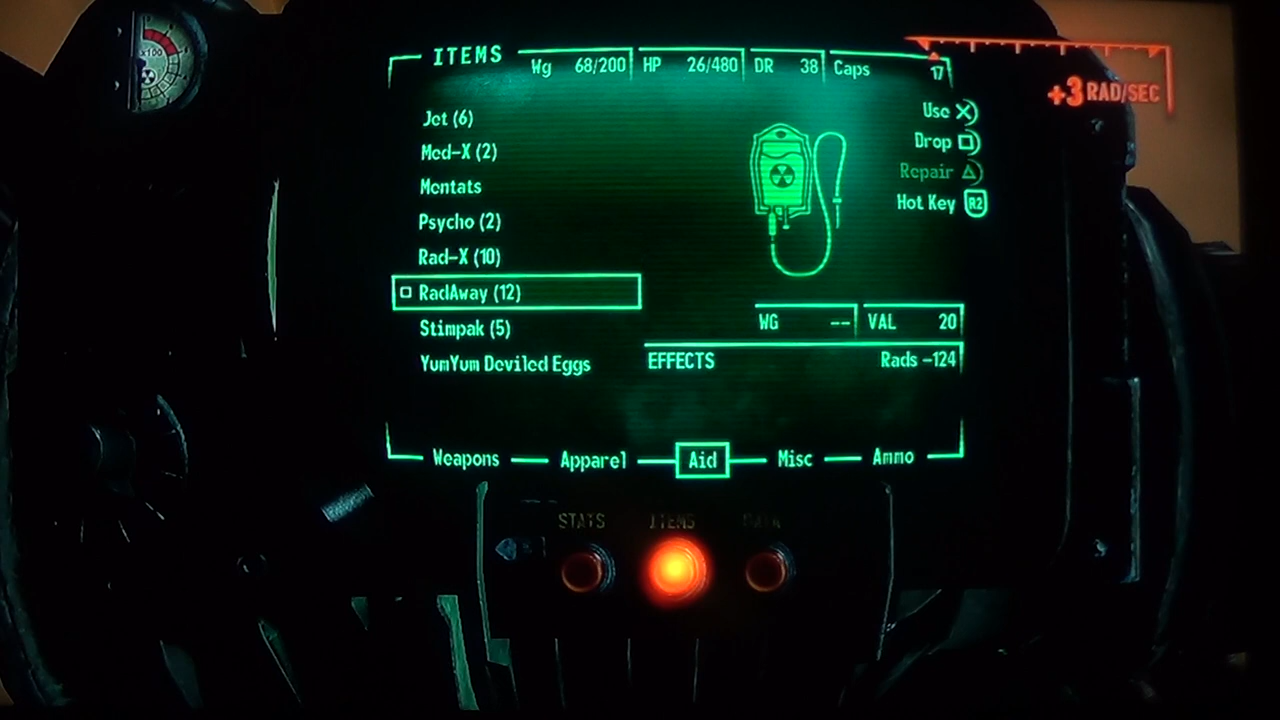 ITEMS Wg 68/200 HP 26/480 DR 38 Caps 17
+3 RAD/SEC
x100
Jet (6)
Med-X (2)
Mentats
Psycho (2)
Rad-X (10)
RadAway (12)
Stimpak (5)
YumYum Deviled Eggs
Use X
Drop
Repair
Hot Key R2
WG -- VAL 20
EFFECTS Rads -124
Weapons Apparel Aid Misc Ammo
STATS ITEMS